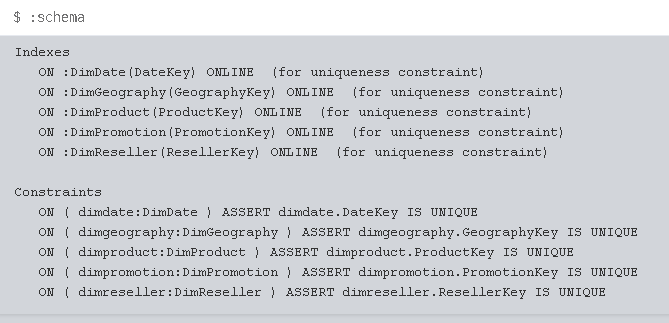 $ :schema
Indexes
ON :DimDate(DateKey) ONLINE (for uniqueness constraint)
ON :DimGeography(GeographyKey) ONLINE (for uniqueness constraint)
ON :DimProduct(ProductKey) ONLINE (for uniqueness constraint)
ON :DimPromotion(PromotionKey) ONLINE (for uniqueness constraint)
ON :DimReseller(ResellerKey) ONLINE (for uniqueness constraint)
Constraints
ON ( dimdate:DimDate ) ASSERT dimdate.DateKey IS UNIQUE
ON ( dimgeography:DimGeography ) ASSERT dimgeography.GeographyKey IS UNIQUE
ON ( dimproduct:DimProduct ) ASSERT dimproduct.ProductKey IS UNIQUE
ON ( dimpromotion:DimPromotion ) ASSERT dimpromotion.PromotionKey IS UNIQUE
ON ( dimreseller:DimReseller ) ASSERT dimreseller.ResellerKey IS UNIQUE